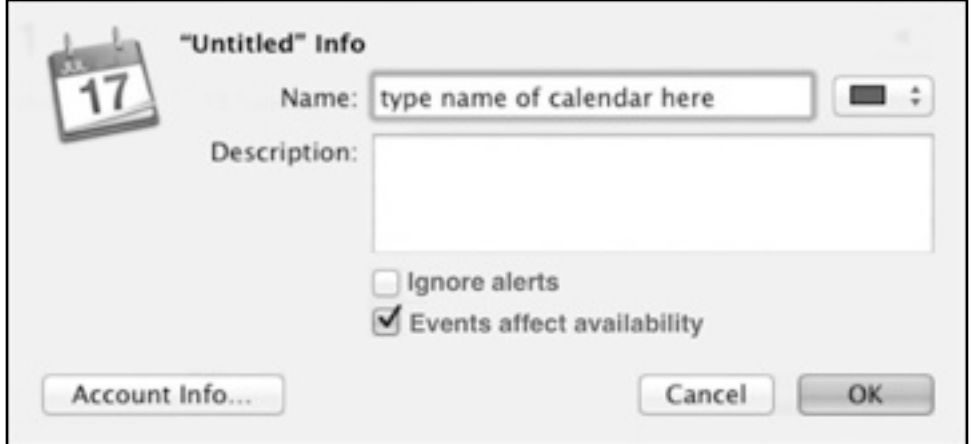 "Untitled" Info
JUL
17
Name: type name of calendar here
Description:
Ignore alerts
Events affect availability
Account Info... Cancel OK